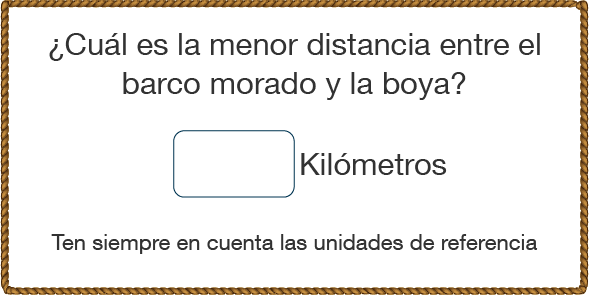 ¿Cuál es la menor distancia entre el
barco morado y la boya?
Kilómetros
Ten siempre en cuenta las unidades de referencia